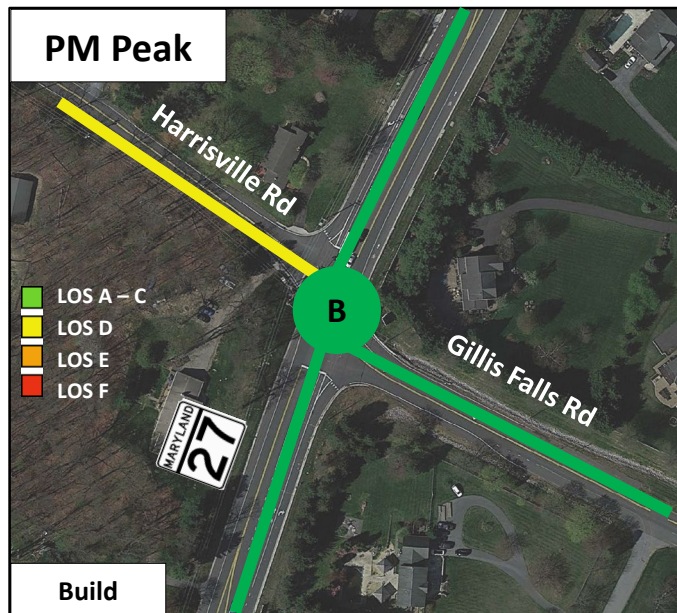 PM Peak
Harrisville Rd
LOS A – C
LOS D
LOS E
LOS F
B
Gillis Falls Rd
MARYLAND
27
Build